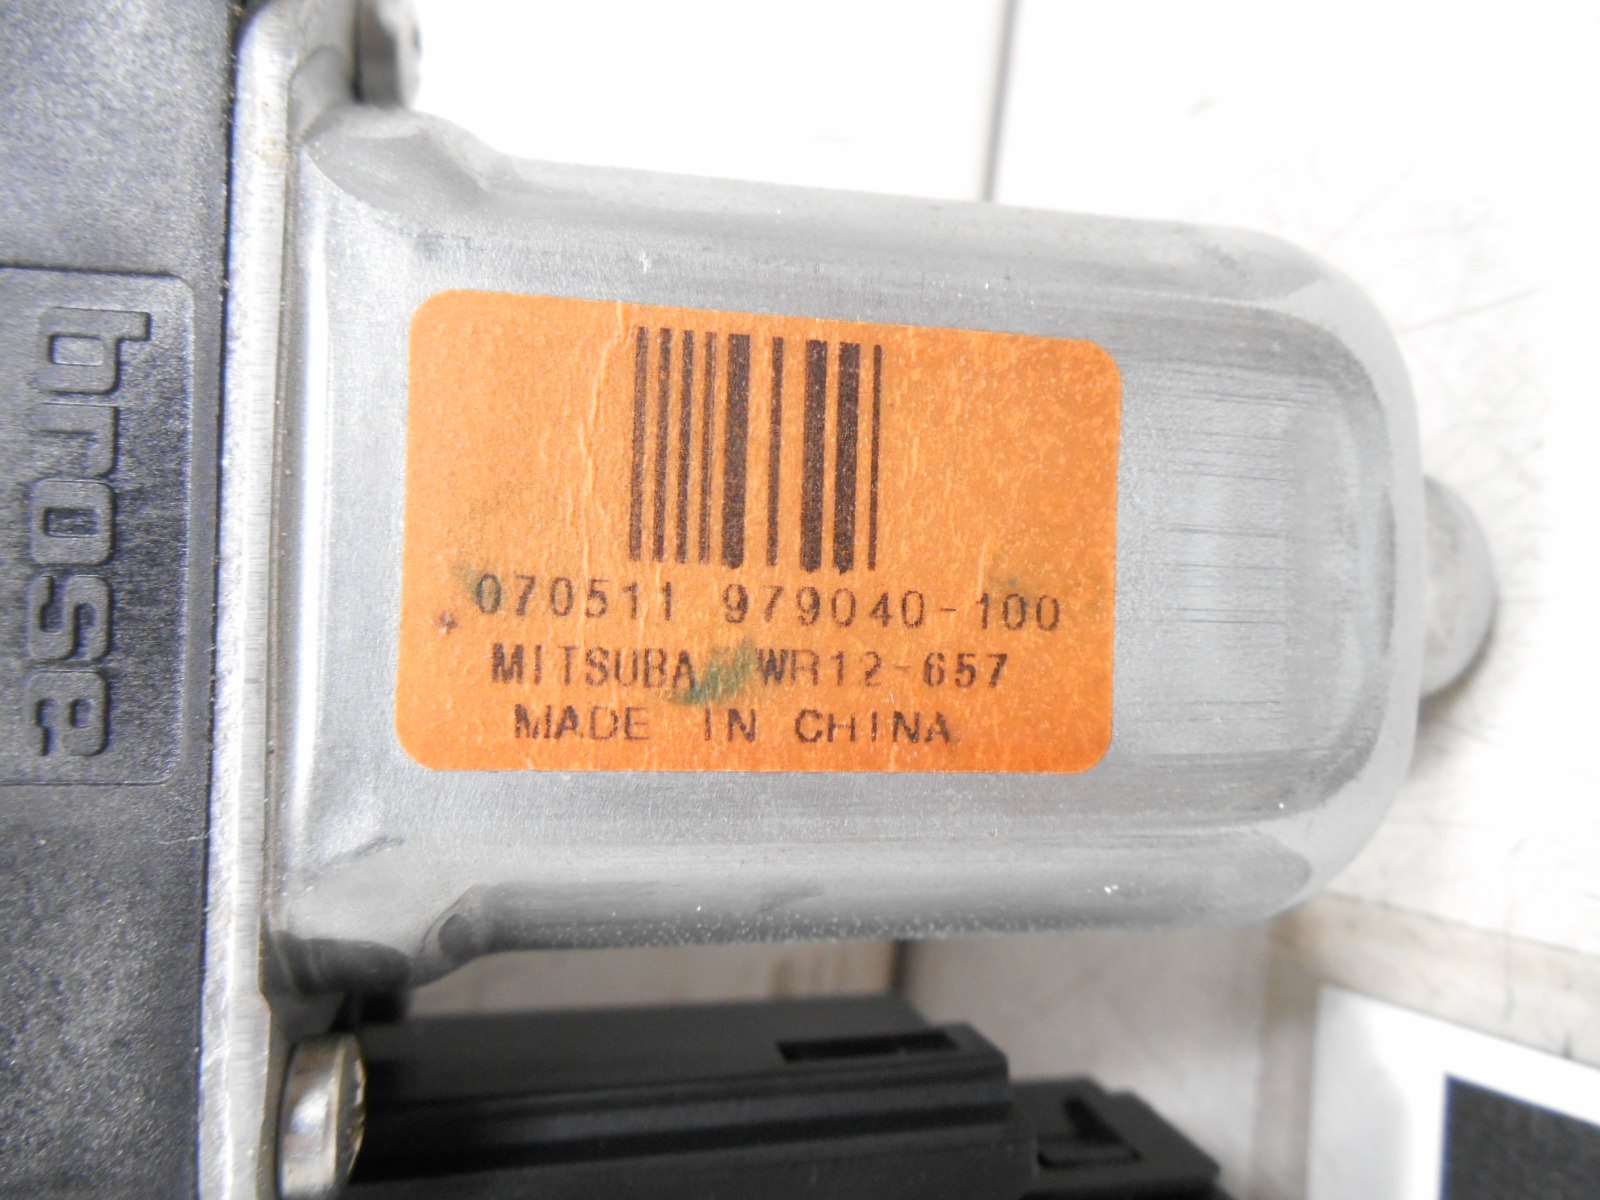 brose
070511 979040-100
MITSUBA WR12-657
MADE IN CHINA